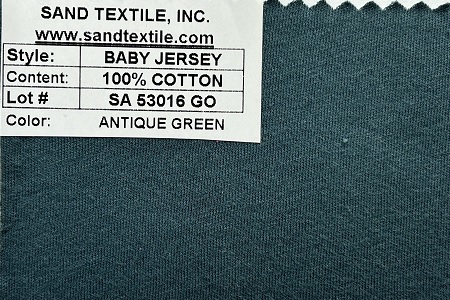 SAND TEXTILE, INC.
www.sandtextile.com
Style: BABY JERSEY
Content: 100% COTTON
Lot # SA 53016 GO
Color: ANTIQUE GREEN